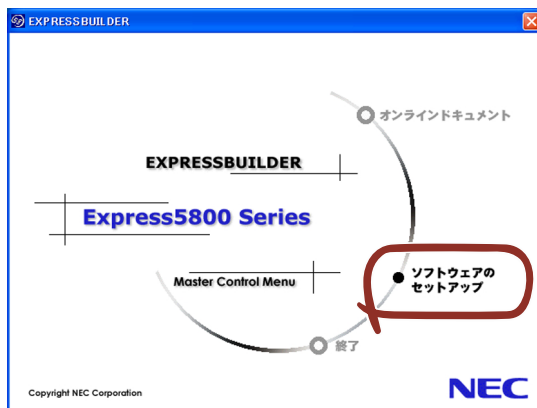 EXPRESSBUILDER
オンラインドキュメント
EXPRESSBUILDER
Express5800 Series
ソフトウェアの
セットアップ
Master Control Menu
終了
Copyright NEC Corporation
NEC